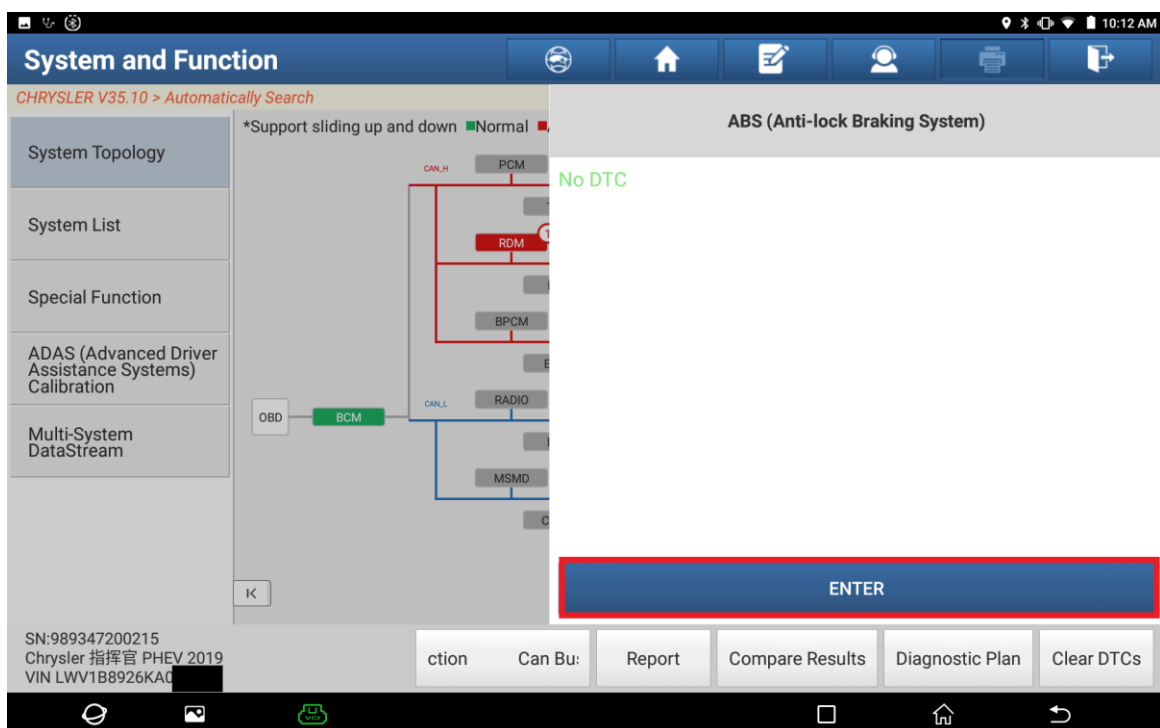 10:12 AM
System and Function
CHRYSLER V35.10 > Automatically Search
System Topology
System List
Special Function
ADAS (Advanced Driver
Assistance Systems)
Calibration
Multi-System
DataStream
*Support sliding up and down Normal
CAN_H
PCM
RDM
BPCM
CAN_L
RADIO
OBD
BCM
MSMD
ABS (Anti-lock Braking System)
No DTC
ENTER
SN:989347200215
Chrysler 指挥官 PHEV 2019
VIN LWV1B8926KA0
ction
Can Bu
Report
Compare Results
Diagnostic Plan
Clear DTCs
VCI